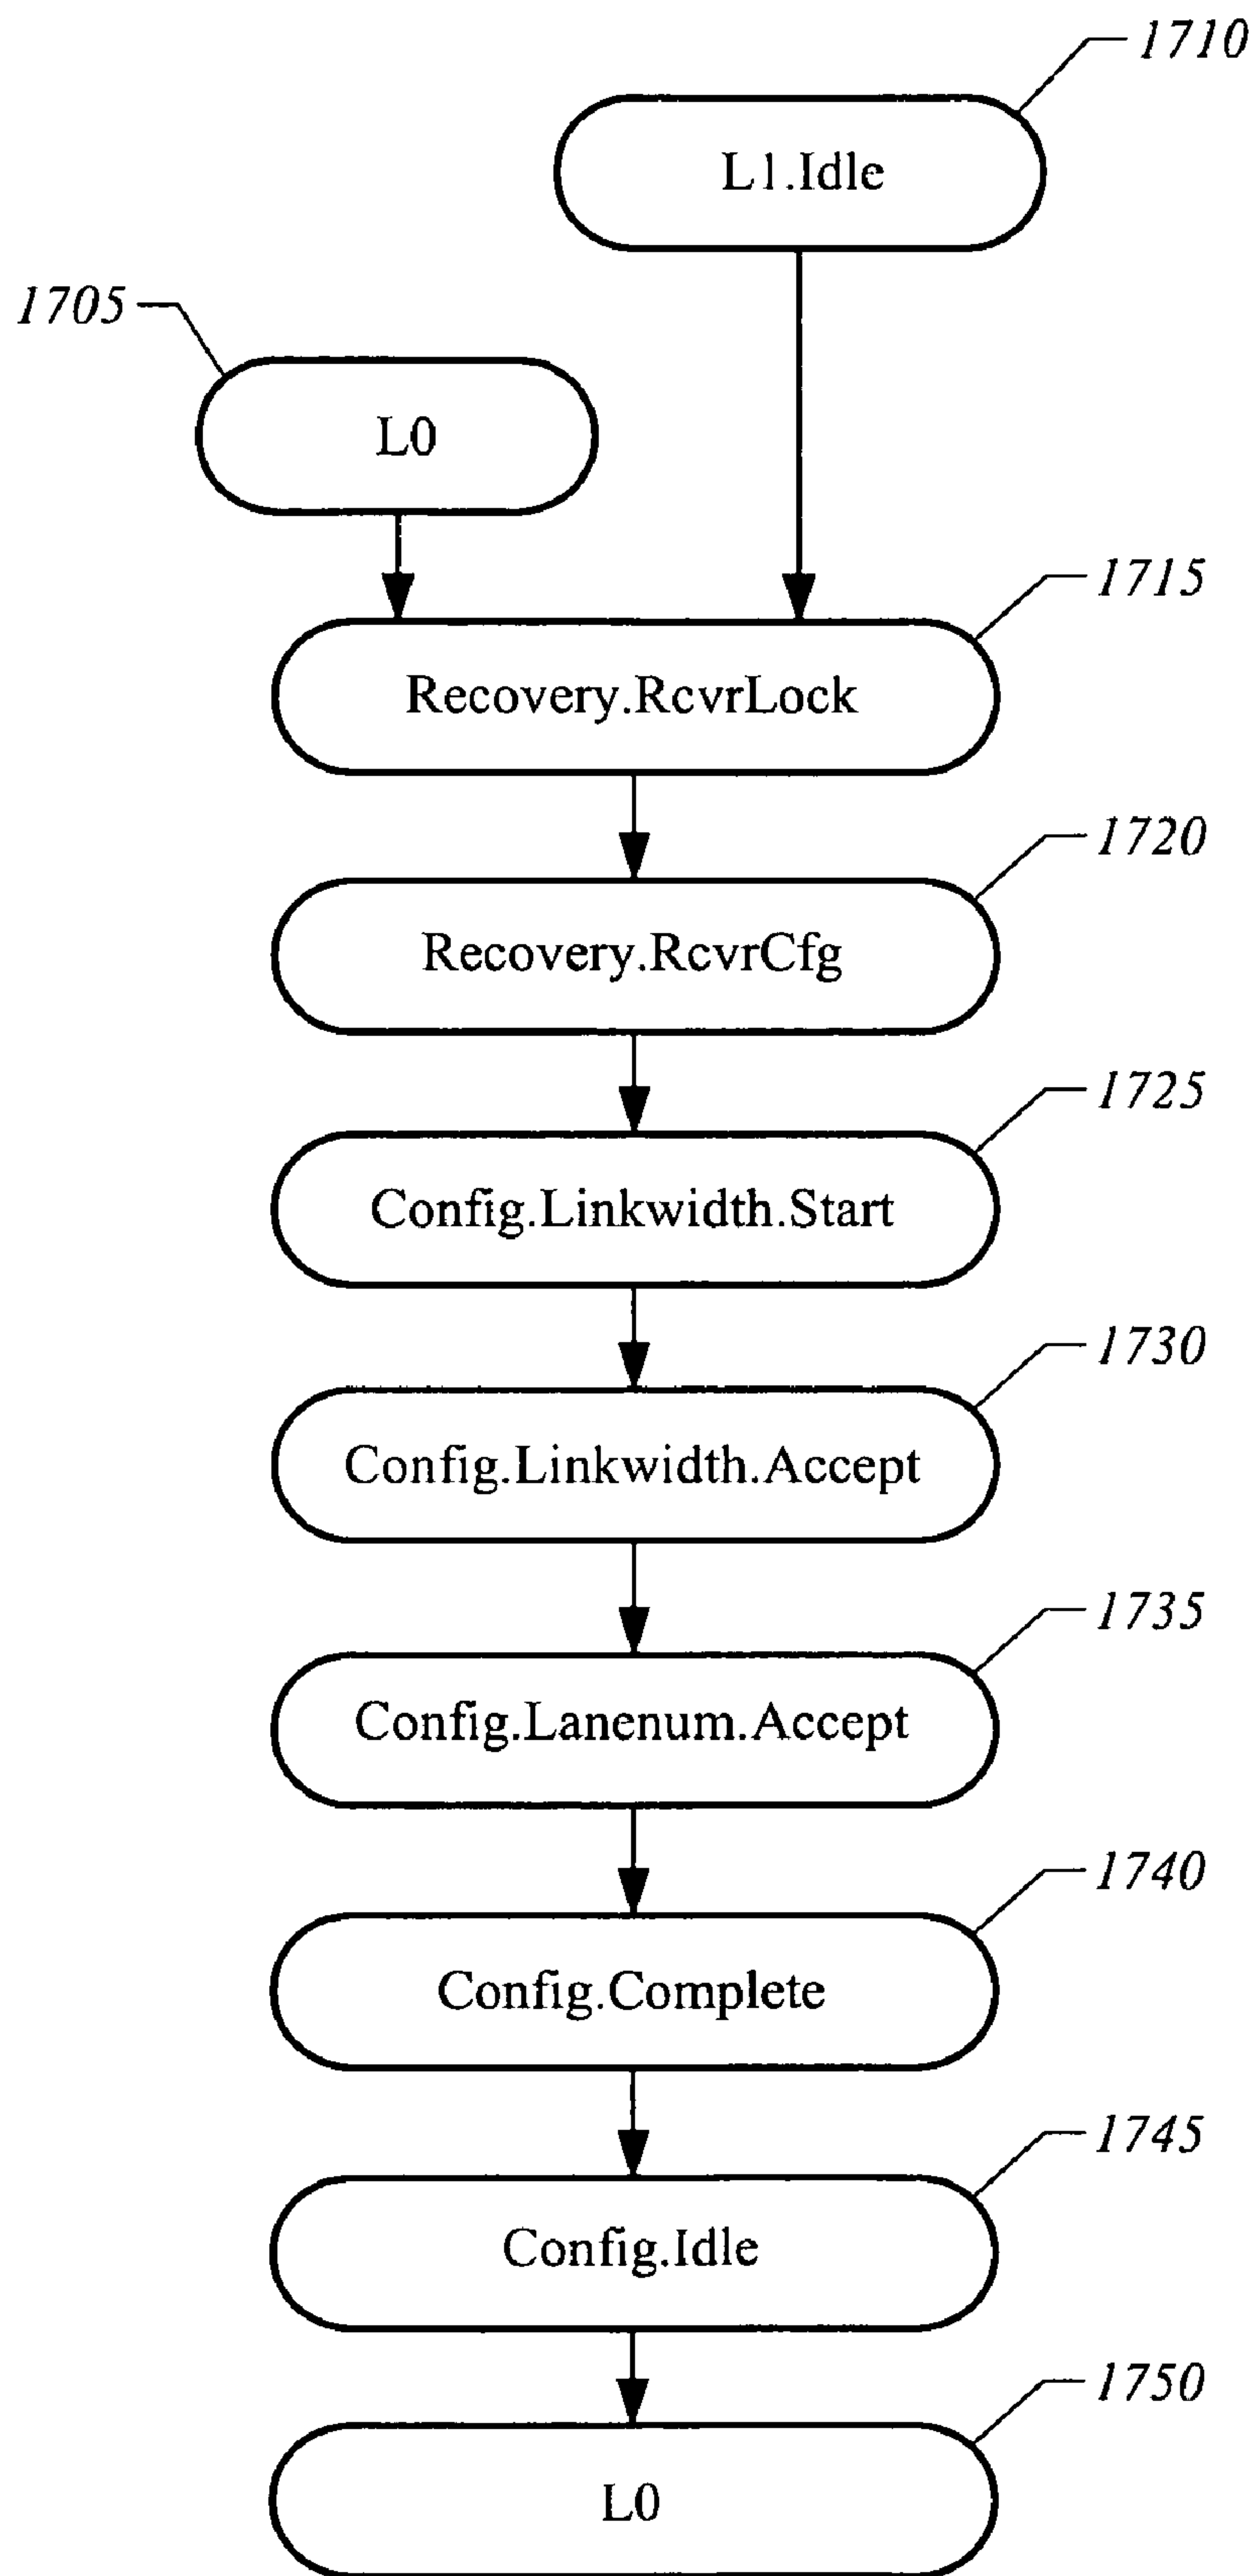 1710
L1.Idle
1705
L0
1715
Recovery.RcvrLock
1720
Recovery.RcvrCfg
1725
Config.Linkwidth.Start
1730
Config.Linkwidth.Accept
1735
Config.Lanenum.Accept
1740
Config.Complete
1745
Config.Idle
1750
L0